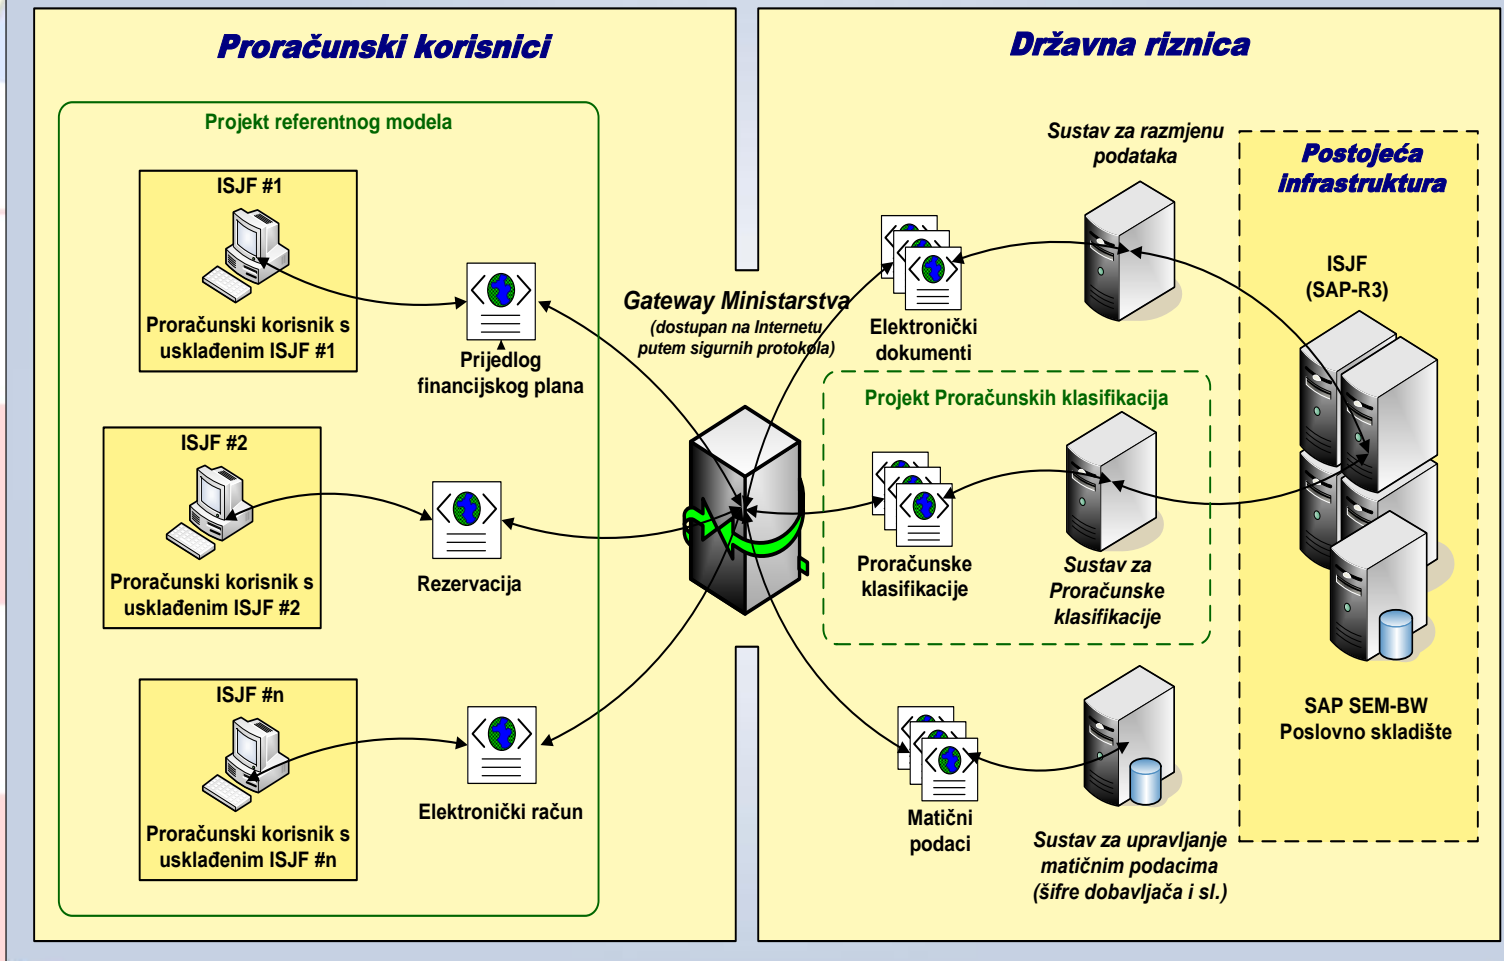 Proračunski korisnici
Projekt referentnog modela
ISJF #1
Proračunski korisnik s
usklađenim ISJF #1
Prijedlog
financijskog plana
ISJF #2
Proračunski korisnik s
usklađenim ISJF #2
Rezervacija
ISJF #n
Proračunski korisnik s
usklađenim ISJF #n
Elektronički račun
Gateway Ministarstva
(dostupan na Internetu
putem sigurnih protokola)
Državna riznica
Sustav za razmjenu
podataka
Elektronički
dokumenti
Projekt Proračunskih klasifikacija
Proračunske
klasifikacije
Sustav za
Proračunske
klasifikacije
Matični
podaci
Sustav za upravljanje
matičnim podacima
(šifre dobavljača i sl.)
Postojeća
infrastruktura
ISJF
(SAP-R3)
SAP SEM-BW
Poslovno skladište